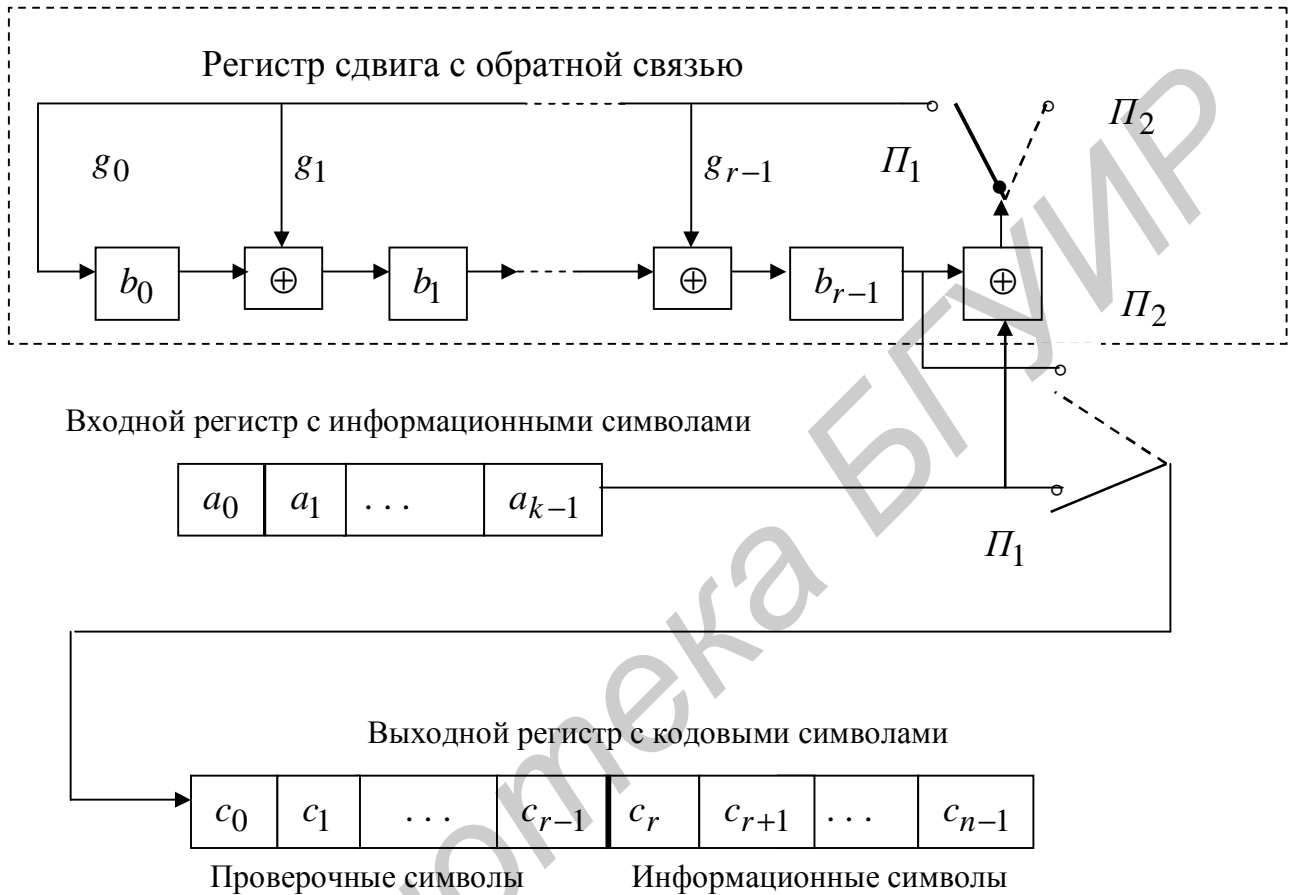 Регистр сдвига с обратной связью
П₂
П₁
g₀ g₁ gᵣ₋₁
b₀ ⊕ b₁ ⊕ bᵣ₋₁ ⊕
П₂
Входной регистр с информационными символами
a₀ a₁ . . . aₖ₋₁
П₁
Выходной регистр с кодовыми символами
c₀ c₁ . . . cᵣ₋₁ cᵣ cᵣ₊₁ . . . cₙ₋₁
Проверочные символы Информационные символы
отека БГУИР